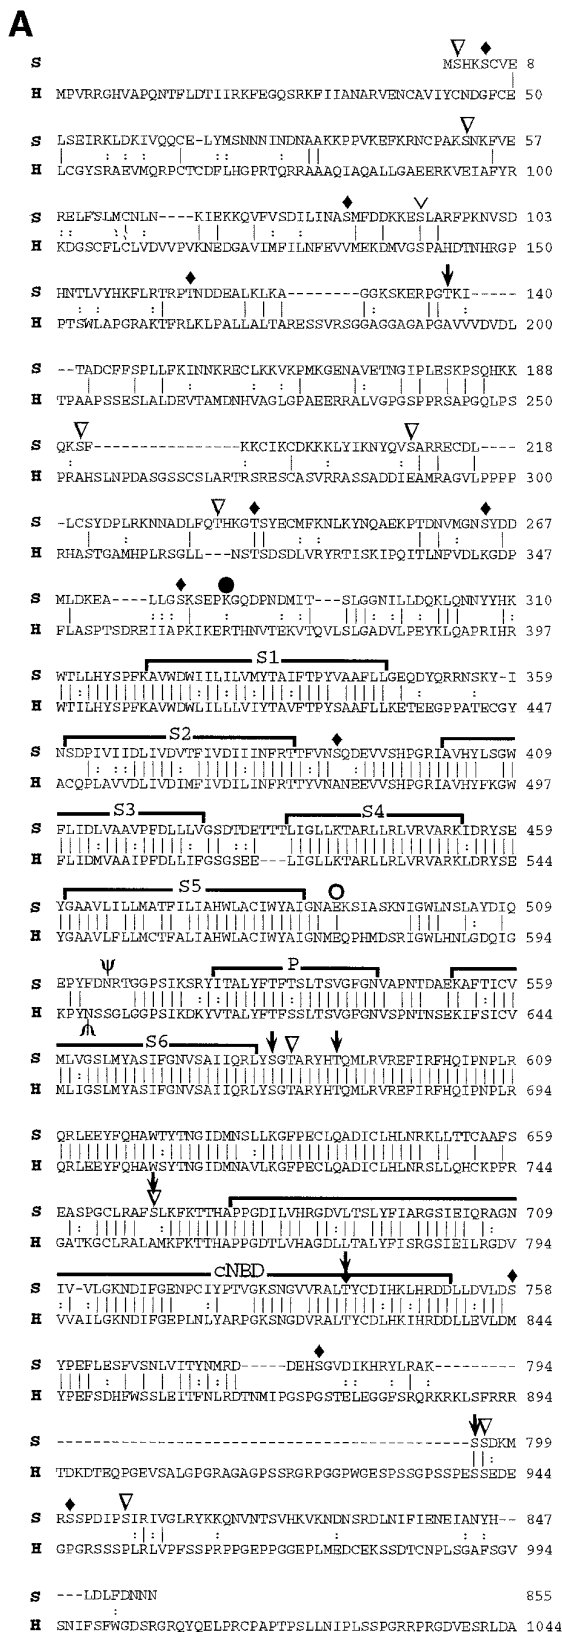 A
S MSHKSCVE 8
H MPVRRGHVAPQNTFLDTIIRKFEGQSRKFIIANARVENCAVIYCNDGFCE 50
S LSEIRKLDKIVQQCE-LYMSNNNINDNAAKKPPVKEFKRNCPAKSNKFVE 57
H LCGYSRAEVMQRPCTCDFLHGPRTQRRAAAQIAQALLGAEERKVEIAFYR 100
S RELFSLMCNLN----KIEKKQVFVSDILINASMFDDKKESLARFPKNVSD 103
H KDGSCFLCLVDVVPVKNEDGAVIMFILNFEVVMEKDMVGSPAHDTNHRGP 150
S HNTLVYHKFLRTRPTNDDEALKLKA--------GGKSKERPGTKI----- 140
H PTSWLAPGRAKTFRLKLPALLALTARESSVRSGGAGGAGAPGAVVVDVDL 200
S --TADCFFSPLLFKINNKRECLKKVKPMKGENAVETNGIPLESKPSQHKK 188
H TPAAPSSESLALDEVTAMDNHVAGLGPAEERRALVGPGSPPRSAPGQLPS 250
S QKSF----------------KKCIKCDKKKLYIKNYQVSARRECDL---- 218
H PRAHSLNPDASGSSCSLARTRSRESCASVRRASSADDIEAMRAGVLPPPP 300
S -LCSYDPLRKNNADLFQTHKGTSYECMFKNLKYNQAEKPTDNVMGNSYDD 267
H RHASTGAMHPLRSGLL---NSTSDSDLVRYRTISKIPQITLNFVDLKGDP 347
S MLDKEA----LLGSKSEPKGQDPNDMIT---SLGGNILLDQKLQNNYYHK 310
H FLASPTSDREIIAPKIKERTHNVTEKVTQVLSLGADVLPEYKLQAPRIHR 397
S1
S WTLLHYSPFKAVWDWIILILVMYTAIFTPYVAAFLLGEQDYQRRNSKY-I 359
H WTILHYSPFKAVWDWLILLLVIYTAVFTPYSAAFLLKETEEGPPATECGY 447
S2
S NSDPIVIIDLIVDVTFIVDIIINFRTTFVNSQDEVVSHPGRIAVHYLSGW 409
H ACQPLAVVDLIVDIMFIVDILINFRTTYVNANEEVVSHPGRIAVHYFKGW 497
S3 S4
S FLIDLVAAVPFDLLLVGSDTDETTTLIGLLKTARLLRLVRVARKIDRYSE 459
H FLIDMVAAIPFDLLIFGSGSEE---LIGLLKTARLLRLVRVARKLDRYSE 544
S5
S YGAAVLILLMATFILIAHWLACIWYAIGNAEKSIASKNIGWLNSLAYDIQ 509
H YGAAVLFLLMCTFALIAHWLACIWYAIGNMEQPHMDSRIGWLHNLGDQIG 594
ψ P
S EPYFDNRTGGPSIKSRYITALYFTFTSLTSVGFGNVAPNTDAEKAFTICV 559
H KPYNSSGLGGPSIKDKYVTALYFTFSSLTSVGFGNVSPNTNSEKIFSICV 644
ψ
S6
S MLVGSLMYASIFGNVSAIIQRLYSGTARYHTQMLRVREFIRFHQIPNPLR 609
H MLIGSLMYASIFGNVSAIIQRLYSGTARYHTQMLRVREFIRFHQIPNPLR 694
S QRLEEYFQHAWTYTNGIDMNSLLKGFPECLQADICLHLNRKLLTTCAAFS 659
H QRLEEYFQHAWSYTNGIDMNAVLKGFPECLQADICLHLNRSLLQHCKPFR 744
S EASPGCLRAFSLKFKTTHAPPGDILVHRGDVLTSLYFIARGSIEIQRAGN 709
H GATKGCLRALAMKFKTTHAPPGDTLVHAGDLLTALYFISRGSIEILRGDV 794
cNBD
S IV-VLGKNDIFGENPCIYPTVGKSNGVVRALTYCDIHKLHRDDLLDVLDS 758
H VVAILGKNDIFGEPLNLYARPGKSNGDVRALTYCDLHKIHRDDLLEVLDM 844
S YPEFLESFVSNLVITYNMRD-----DEHSGVDIKHRYLRAK--------- 794
H YPEFSDHFWSSLEITFNLRDTNMIPGSPGSTELEGGFSRQRKRKLSFRRR 894
S ---------------------------------------------SSDKM 799
H TDKDTEQPGEVSALGPGRAGAGPSSRGRPGGPWGESPSSGPSSPESSEDE 944
S RSSPDIPSIRIVGLRYKKQNVNTSVHKVKNDNSRDLNIFIENEIANYH-- 847
H GPGRSSSPLRLVPFSSPRPPGEPPGGEPLMEDCEKSSDTCNPLSGAFSGV 994
S ---LDLFDNNN 855
H SNIFSFWGDSRGRQYQELPRCPAPTPSLLNIPLSSPGRRPRGDVESRLDA 1044